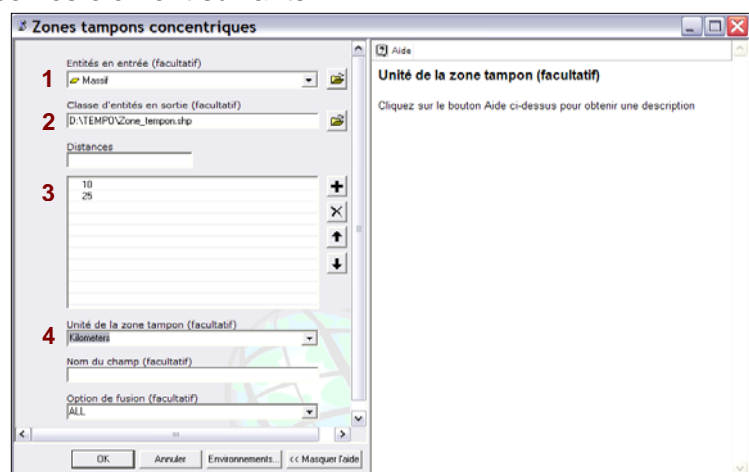 Zones tampons concentriques
Entités en entrée (facultatif)
1 Massif
Classe d'entités en sortie (facultatif)
2 D:\TEMPO\Zone_tempon.shp
Distances
3 10
25
Unité de la zone tampon (facultatif)
4 Kilometers
Nom du champ (facultatif)
Option de fusion (facultatif)
ALL
OK Annuler Environnements... << Masquer l'aide
Aide
Unité de la zone tampon (facultatif)
Cliquez sur le bouton Aide ci-dessus pour obtenir une description